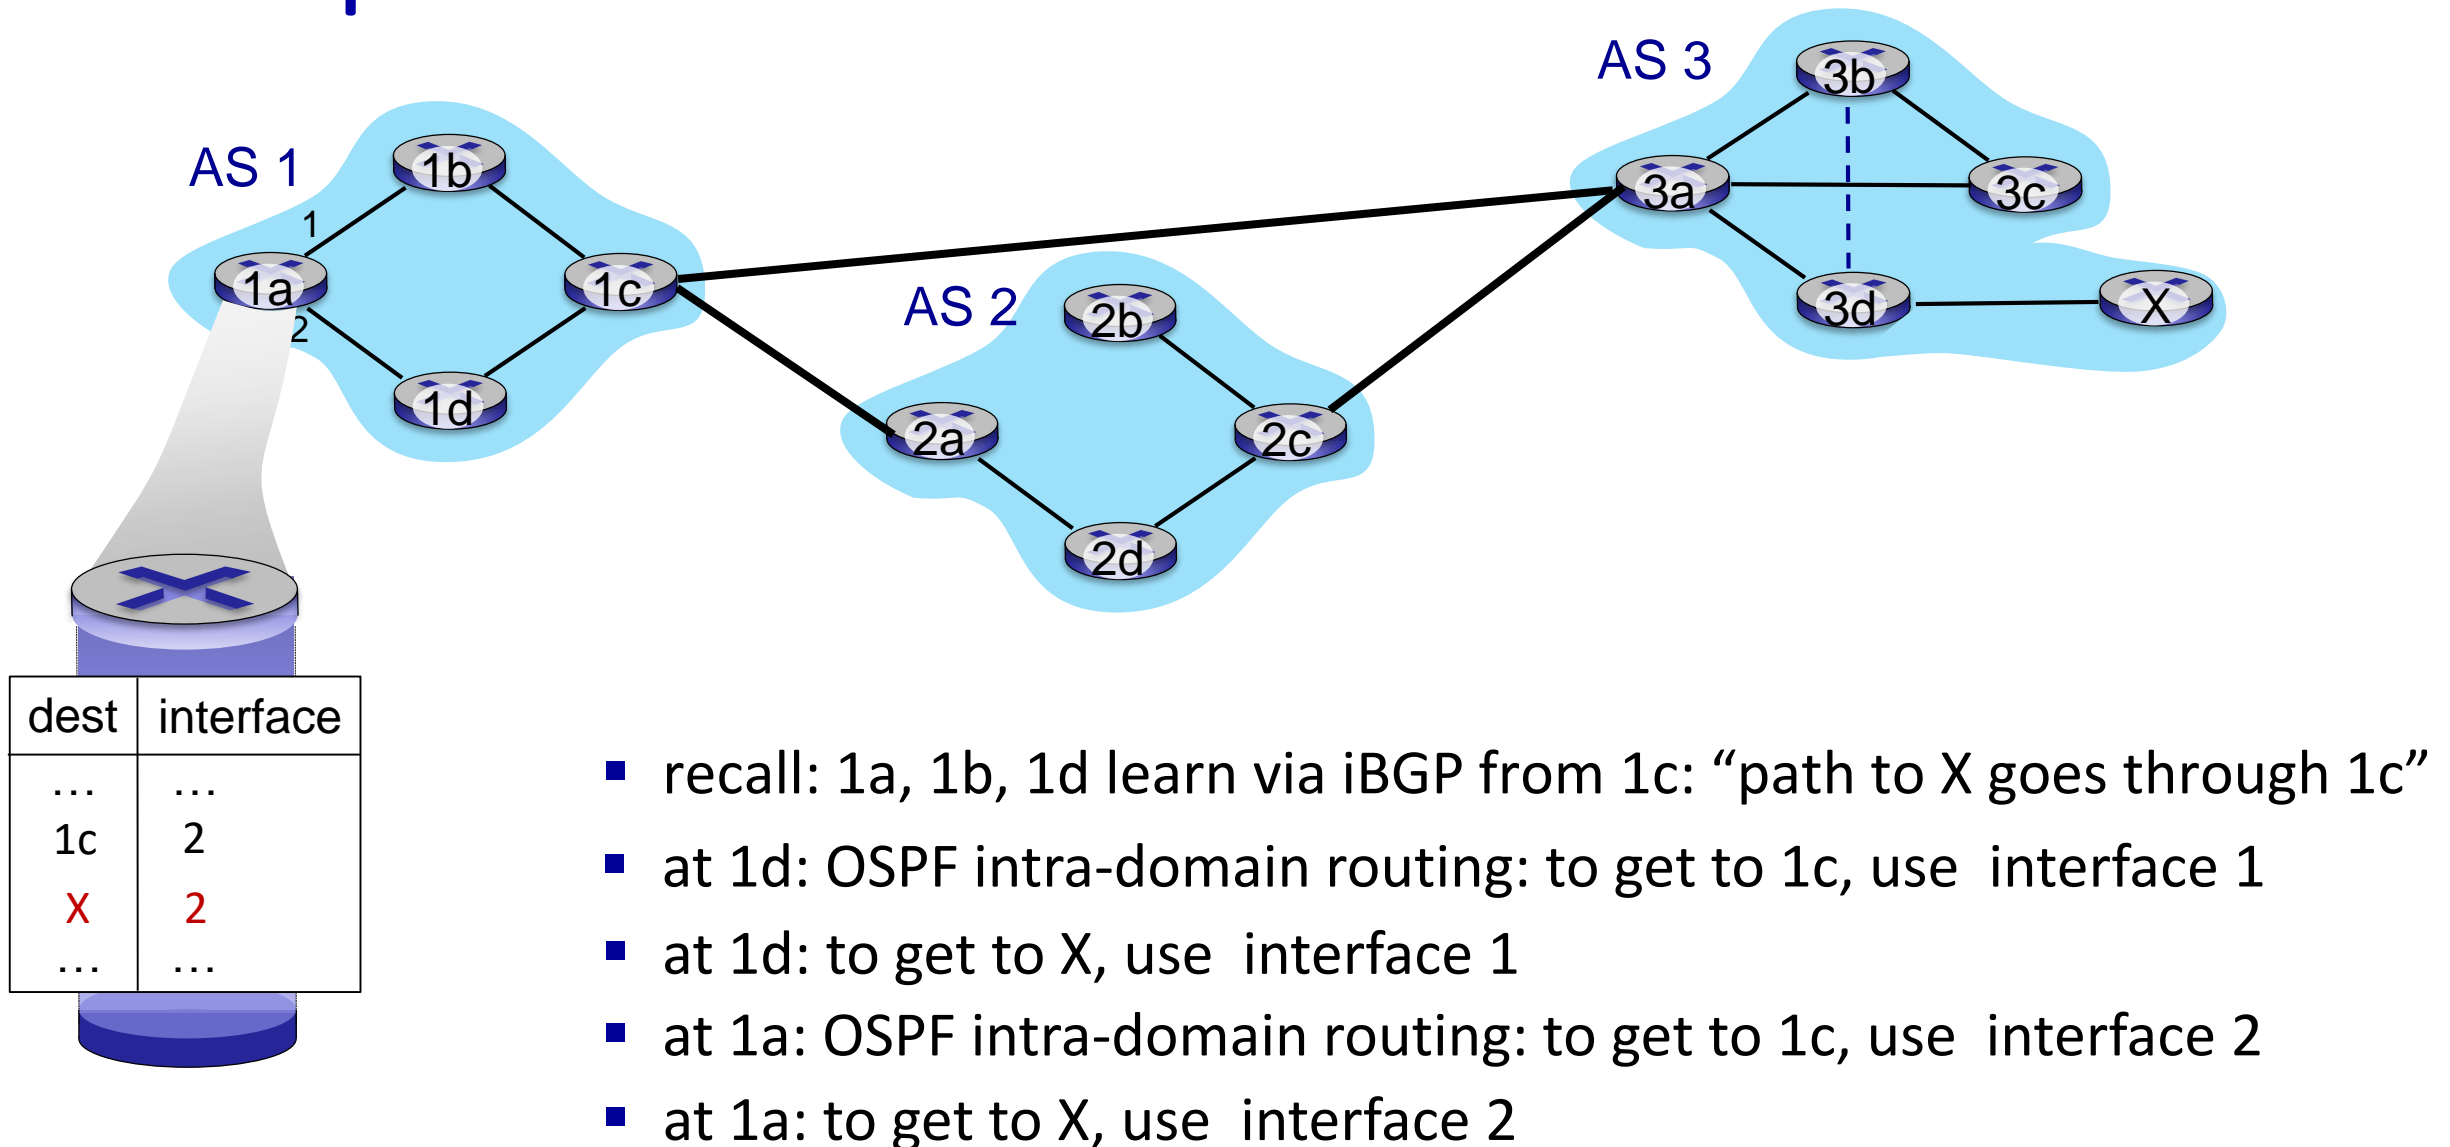 AS 3
3b
AS 1
1b
3a
3c
1
1a
1c
2
AS 2
2b
3d
X
1d
2a
2c
2d
dest interface
... ...
1c 2
X 2
... ...
▪ recall: 1a, 1b, 1d learn via iBGP from 1c: “path to X goes through 1c”
▪ at 1d: OSPF intra-domain routing: to get to 1c, use interface 1
▪ at 1d: to get to X, use interface 1
▪ at 1a: OSPF intra-domain routing: to get to 1c, use interface 2
▪ at 1a: to get to X, use interface 2